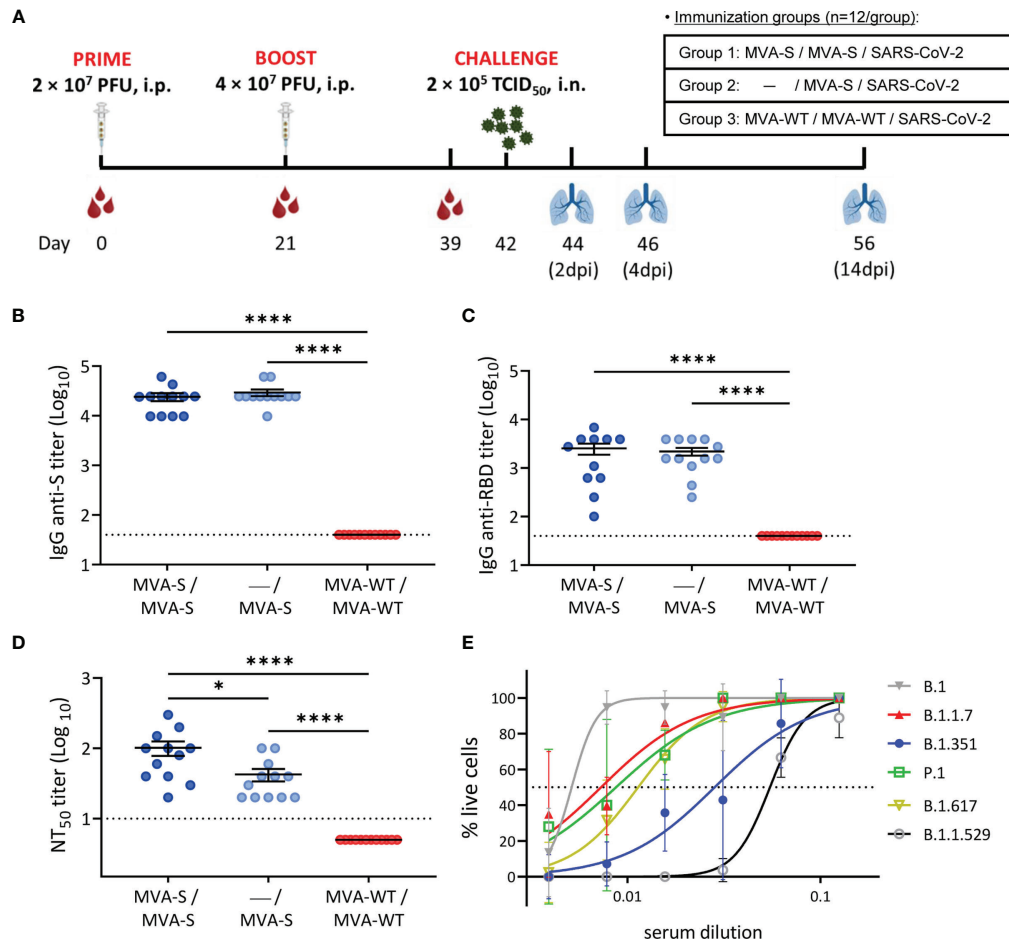 A
• Immunization groups (n=12/group):
PRIME
2 × 10⁷ PFU, i.p.
BOOST
4 × 10⁷ PFU, i.p.
CHALLENGE
2 × 10⁵ TCID₅₀, i.n.
Group 1: MVA-S / MVA-S / SARS-CoV-2
Group 2: — / MVA-S / SARS-CoV-2
Group 3: MVA-WT / MVA-WT / SARS-CoV-2
Day 0 21 39 42 44 46 56
(2dpi) (4dpi) (14dpi)
B
****
****
IgG anti-S titer (Log₁₀)
5
4
3
2
1
MVA-S / —/ MVA-WT /
MVA-S MVA-S MVA-WT
C
****
****
IgG anti-RBD titer (Log₁₀)
5
4
3
2
1
MVA-S / —/ MVA-WT /
MVA-S MVA-S MVA-WT
D
****
*
****
NT₅₀ titer (Log ₁₀)
3
2
1
MVA-S / —/ MVA-WT /
MVA-S MVA-S MVA-WT
E
% live cells
100
80
60
40
20
0
0.01 0.1
serum dilution
B.1
B.1.1.7
B.1.351
P.1
B.1.617
B.1.1.529